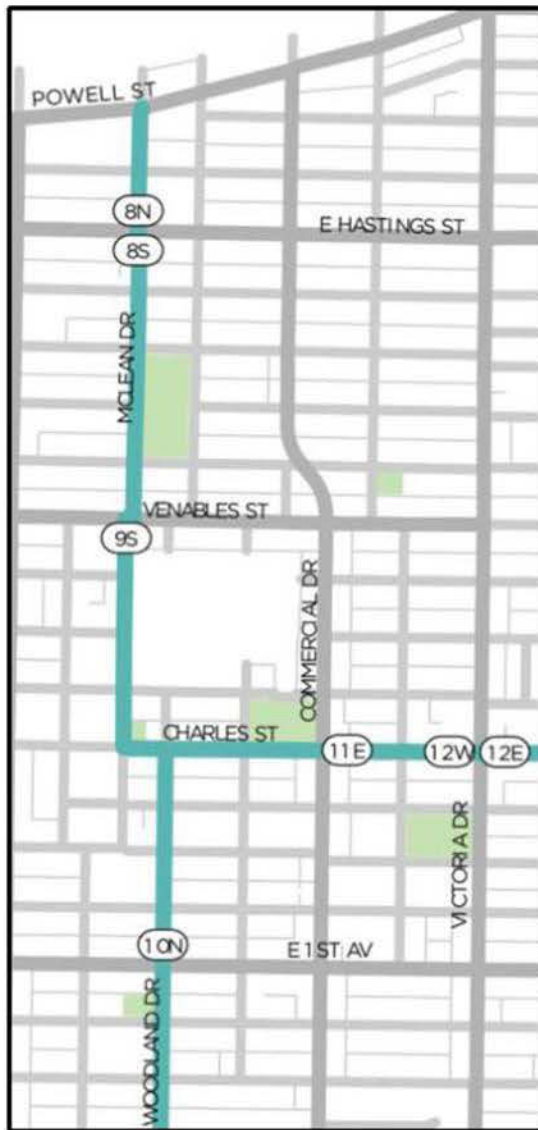 POWELL ST
8N
E HASTINGS ST
8S
MCLEAN DR
VENABLES ST
9S
COMMERCIAL DR
CHARLES ST
11E
12W
12E
VICTORIA DR
10N
E 1ST AV
WOODLAND DR